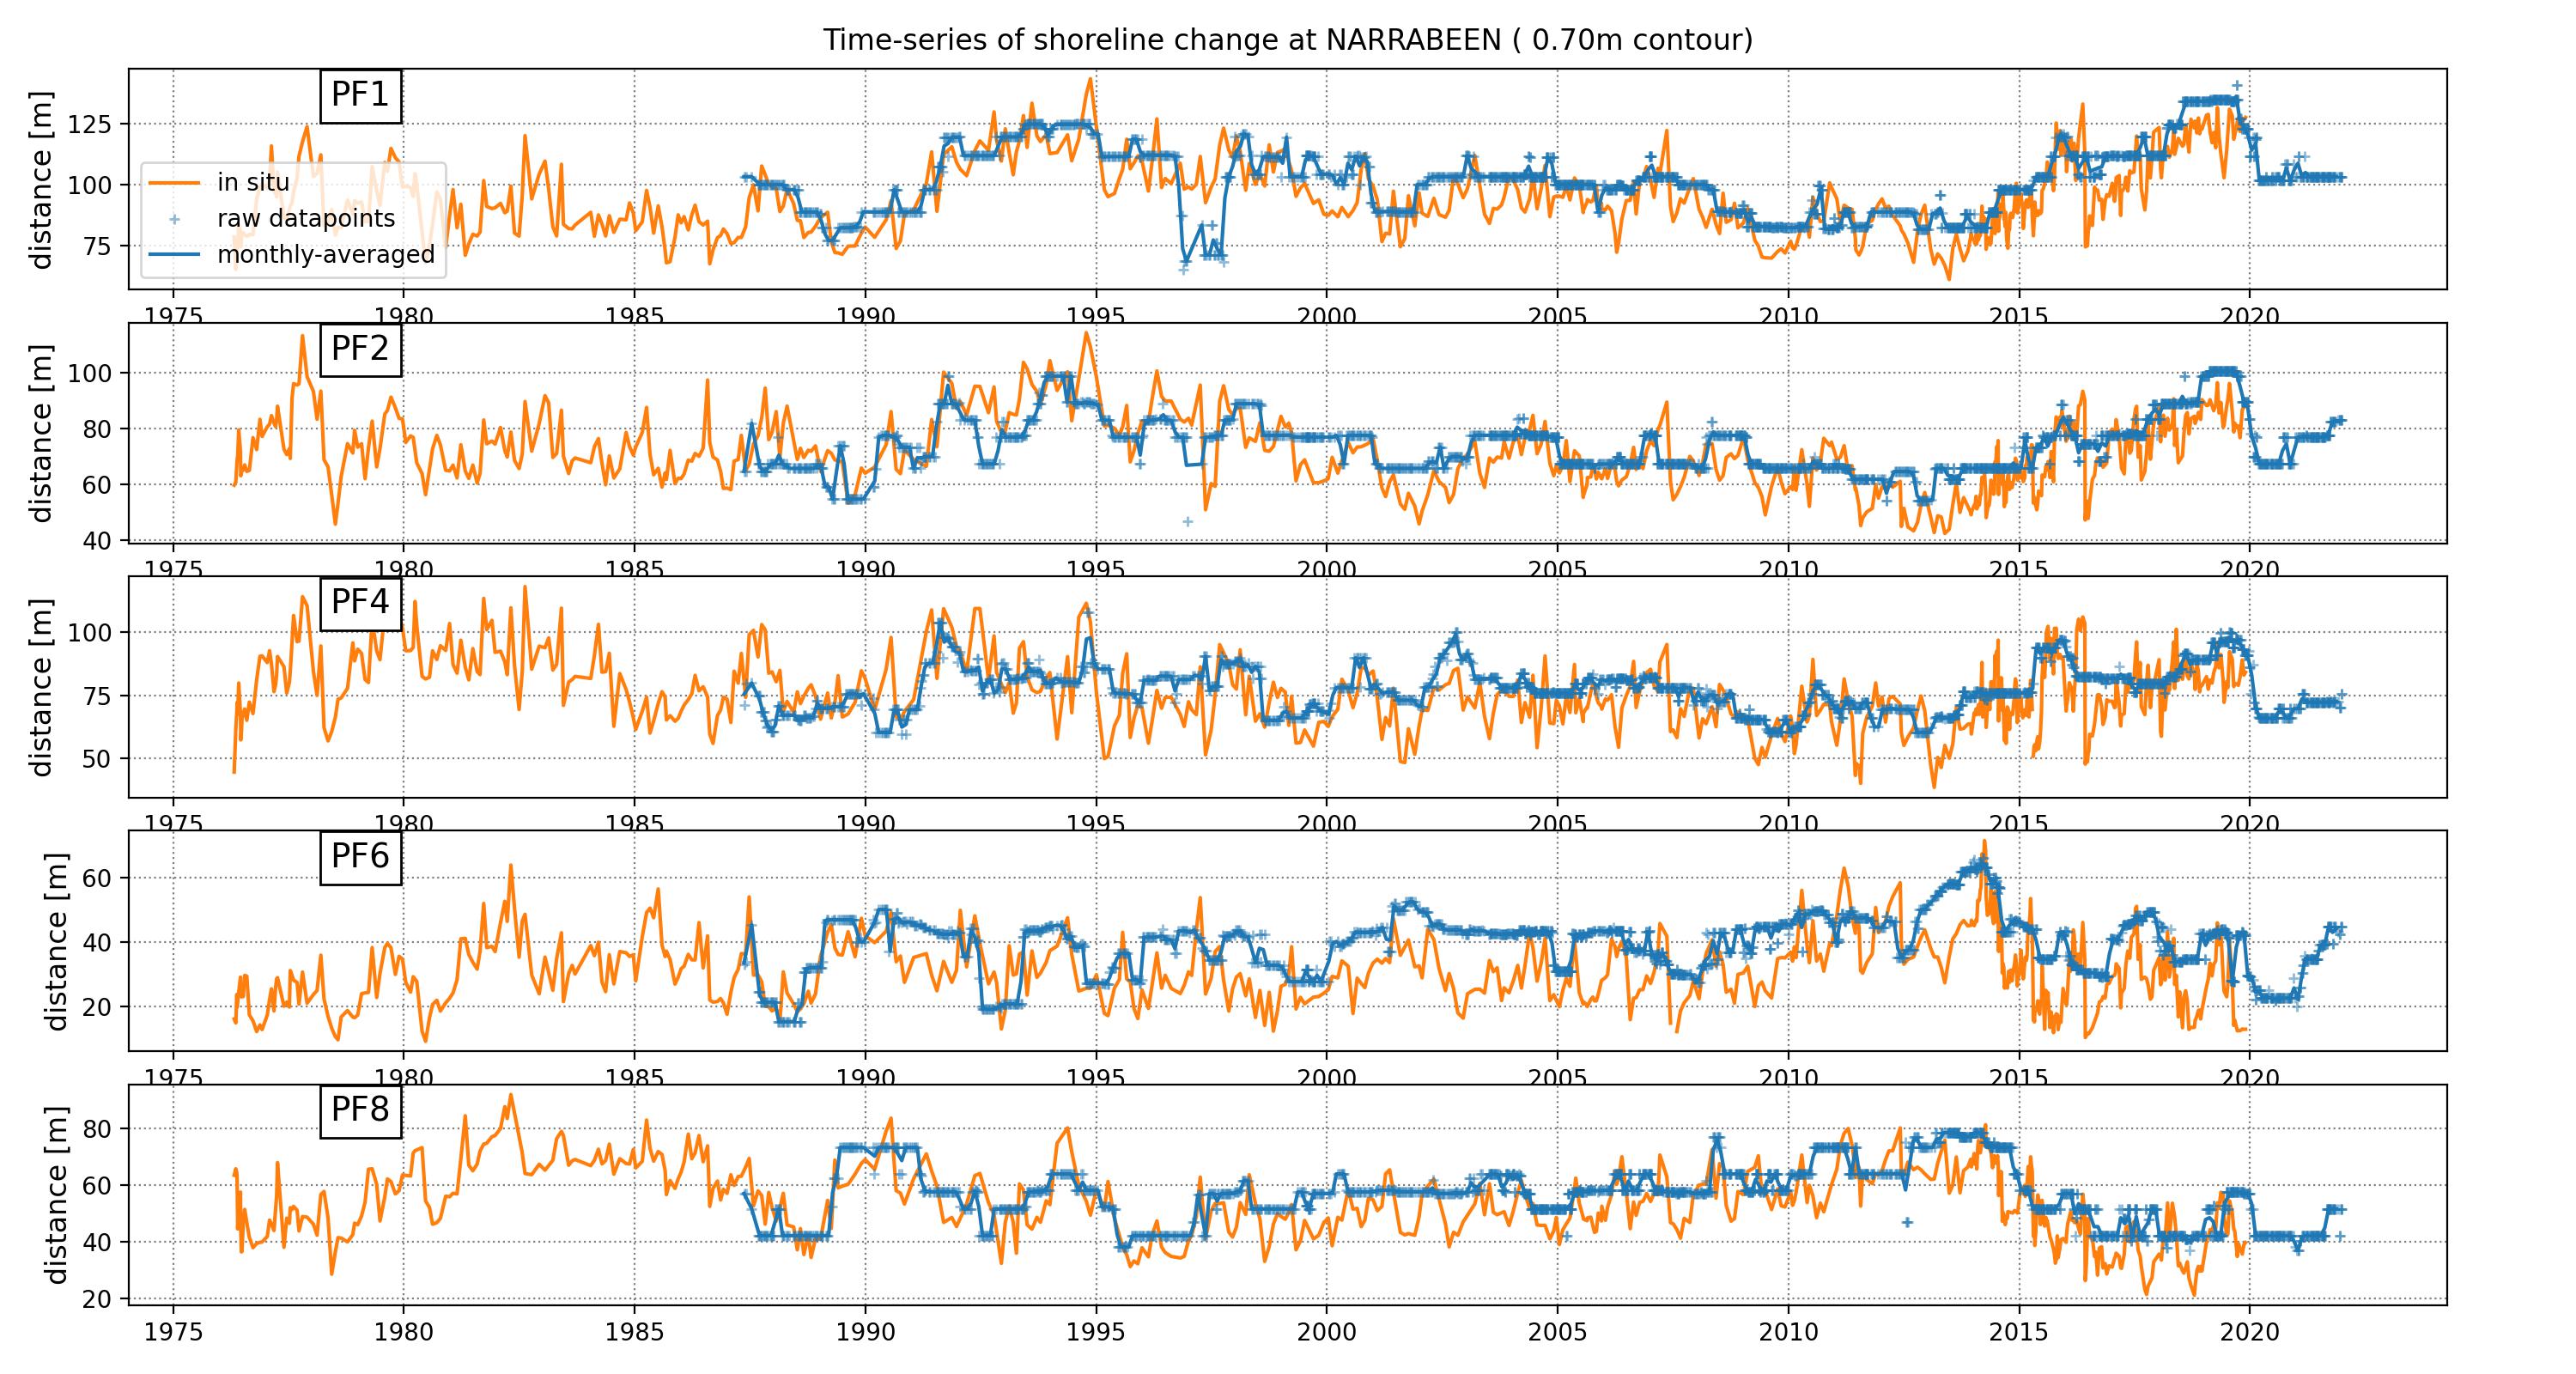 Time-series of shoreline change at NARRABEEN ( 0.70m contour)
PF1
distance [m]
125
100
75
in situ
raw datapoints
monthly-averaged
1975 1980 1985 1990 1995 2000 2005 2010 2015 2020
PF2
distance [m]
100
80
60
40
1975 1980 1985 1990 1995 2000 2005 2010 2015 2020
PF4
distance [m]
100
75
50
1975 1980 1985 1990 1995 2000 2005 2010 2015 2020
PF6
distance [m]
60
40
20
1975 1980 1985 1990 1995 2000 2005 2010 2015 2020
PF8
distance [m]
80
60
40
20
1975 1980 1985 1990 1995 2000 2005 2010 2015 2020